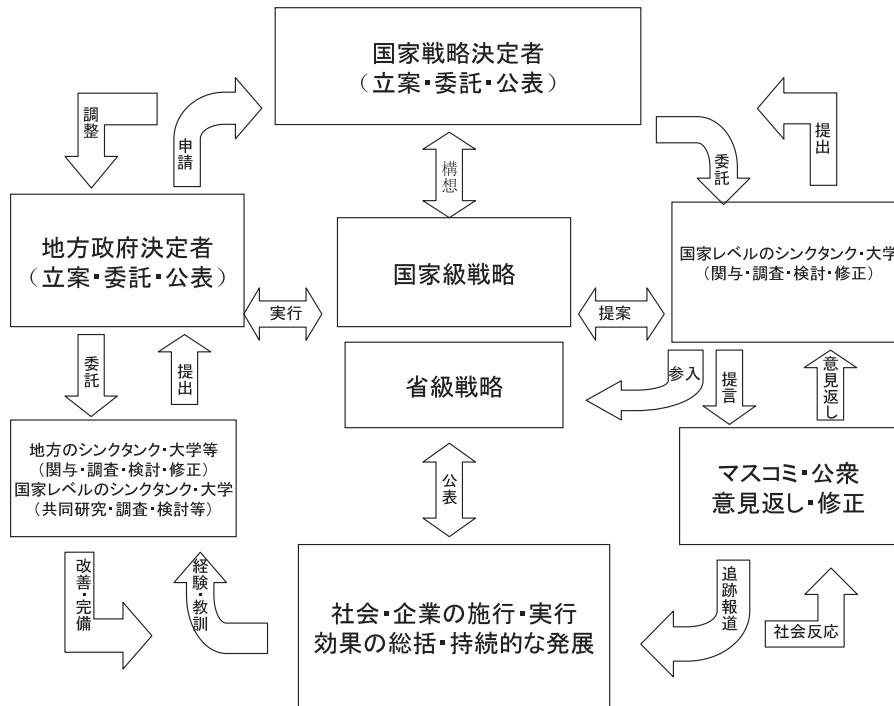 国家戦略決定者
（立案・委託・公表）
調整
申請
構想
委託
提出
地方政府決定者
（立案・委託・公表）
国家級戦略
国家レベルのシンクタンク・大学
（関与・調査・検討・修正）
実行
提案
委託
提出
省級戦略
参入
提言
意見返し
地方のシンクタンク・大学等
（関与・調査・検討・修正）
国家レベルのシンクタンク・大学
（共同研究・調査・検討等）
公表
マスコミ・公衆
意見返し・修正
改善・完備
経験・教訓
社会・企業の施行・実行
効果の総括・持続的な発展
追跡報道
社会反応